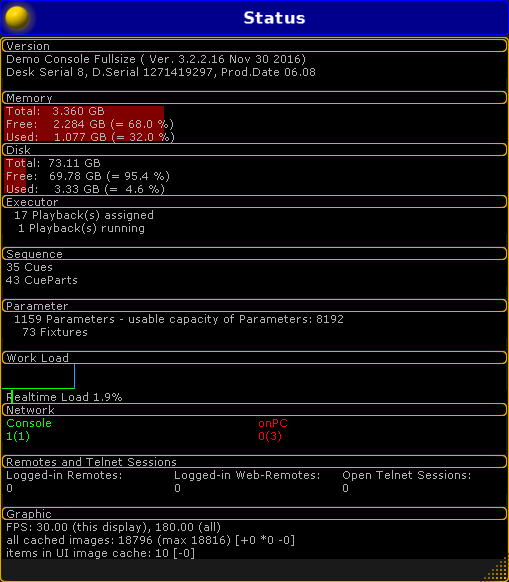 Status
Version
Demo Console Fullsize ( Ver. 3.2.2.16 Nov 30 2016)
Desk Serial 8, D.Serial 1271419297, Prod.Date 06.08
Memory
Total: 3.360 GB
Free: 2.284 GB (= 68.0 %)
Used: 1.077 GB (= 32.0 %)
Disk
Total: 73.11 GB
Free: 69.78 GB (= 95.4 %)
Used: 3.33 GB (= 4.6 %)
Executor
17 Playback(s) assigned
1 Playback(s) running
Sequence
35 Cues
43 CueParts
Parameter
1159 Parameters - usable capacity of Parameters: 8192
73 Fixtures
Work Load
Realtime Load 1.9%
Network
Console onPC
1(1) 0(3)
Remotes and Telnet Sessions
Logged-in Remotes: Logged-in Web-Remotes: Open Telnet Sessions:
0 0 0
Graphic
FPS: 30.00 (this display), 180.00 (all)
all cached images: 18796 (max 18816) [+0 *0 -0]
items in UI image cache: 10 [-0]